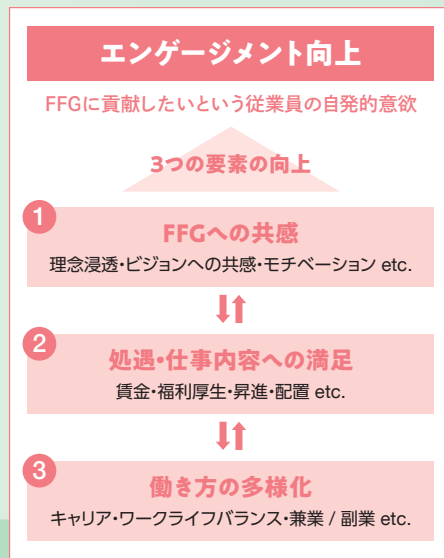 エンゲージメント向上
FFGに貢献したいという従業員の自発的意欲
3つの要素の向上
1
FFGへの共感
理念浸透・ビジョンへの共感・モチベーション etc.
2
処遇・仕事内容への満足
賃金・福利厚生・昇進・配置 etc.
3
働き方の多様化
キャリア・ワークライフバランス・兼業 / 副業 etc.